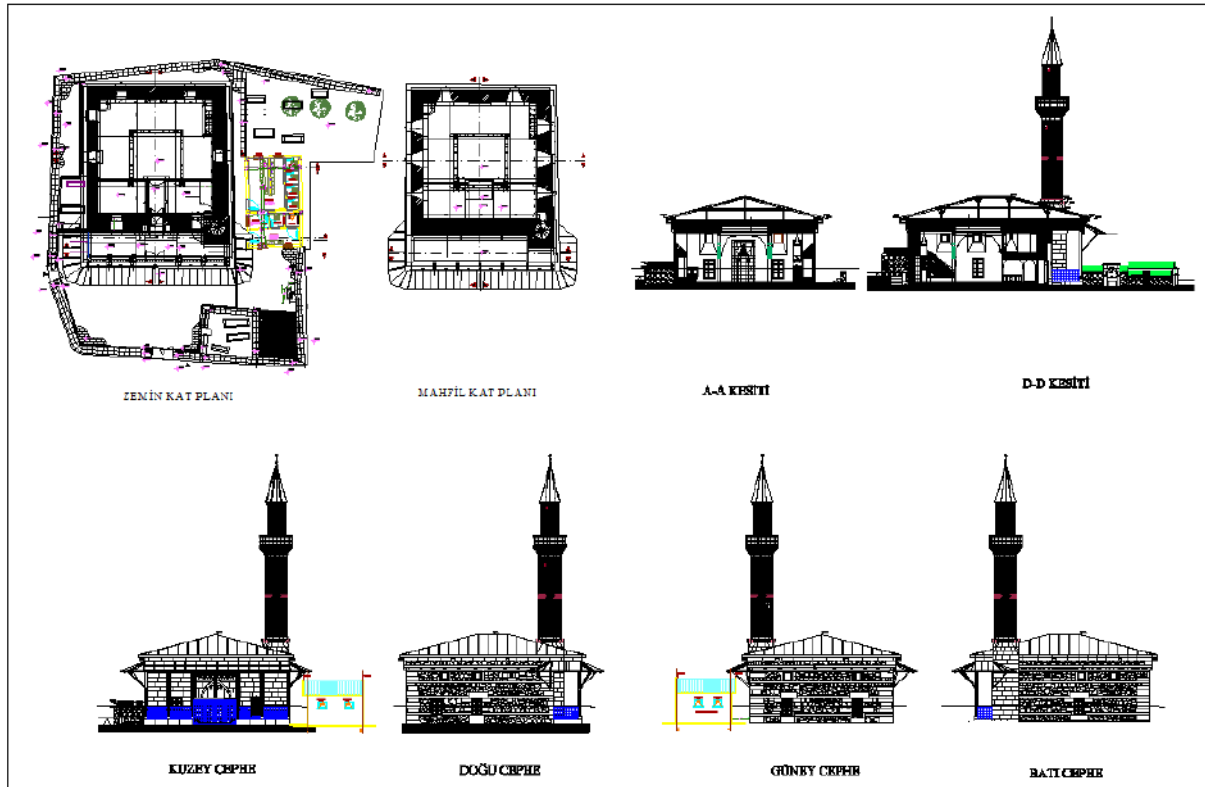 ZEMİN KAT PLANI
MAHFİL KAT PLANI
A-A KESİTİ
D-D KESİTİ
KUZEY CEPHE
DOĞU CEPHE
GÜNEY CEPHE
BATI CEPHE